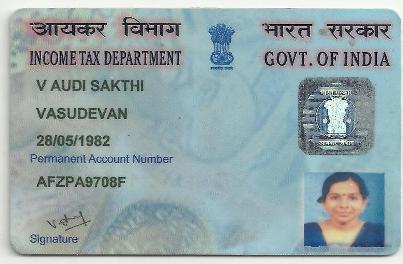 आयकर विभाग
भारत सरकार
INCOME TAX DEPARTMENT
GOVT. OF INDIA
V AUDI SAKTHI
VASUDEVAN
28/05/1982
Permanent Account Number
AFZPA9708F
Signature